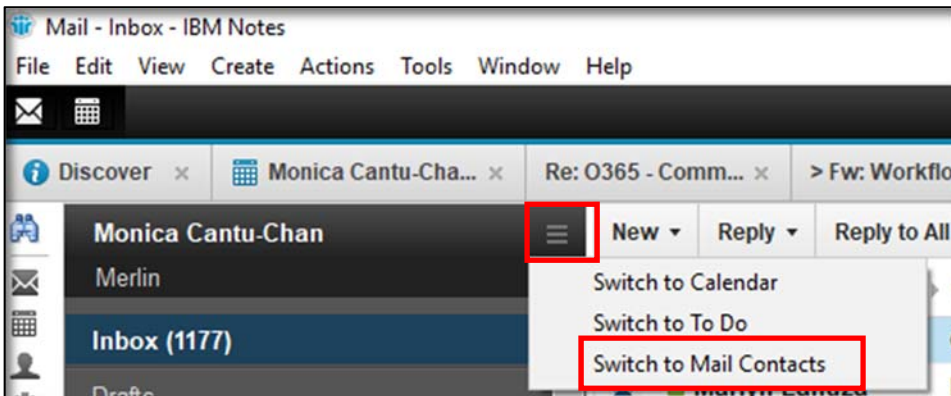 Mail - Inbox - IBM Notes
File Edit View Create Actions Tools Window Help
Discover Monica Cantu-Cha... Re: O365 - Comm... > Fw: Workflo
Monica Cantu-Chan New Reply Reply to All
Merlin
Switch to Calendar
Inbox (1177)
Switch to To Do
Switch to Mail Contacts
Drafts